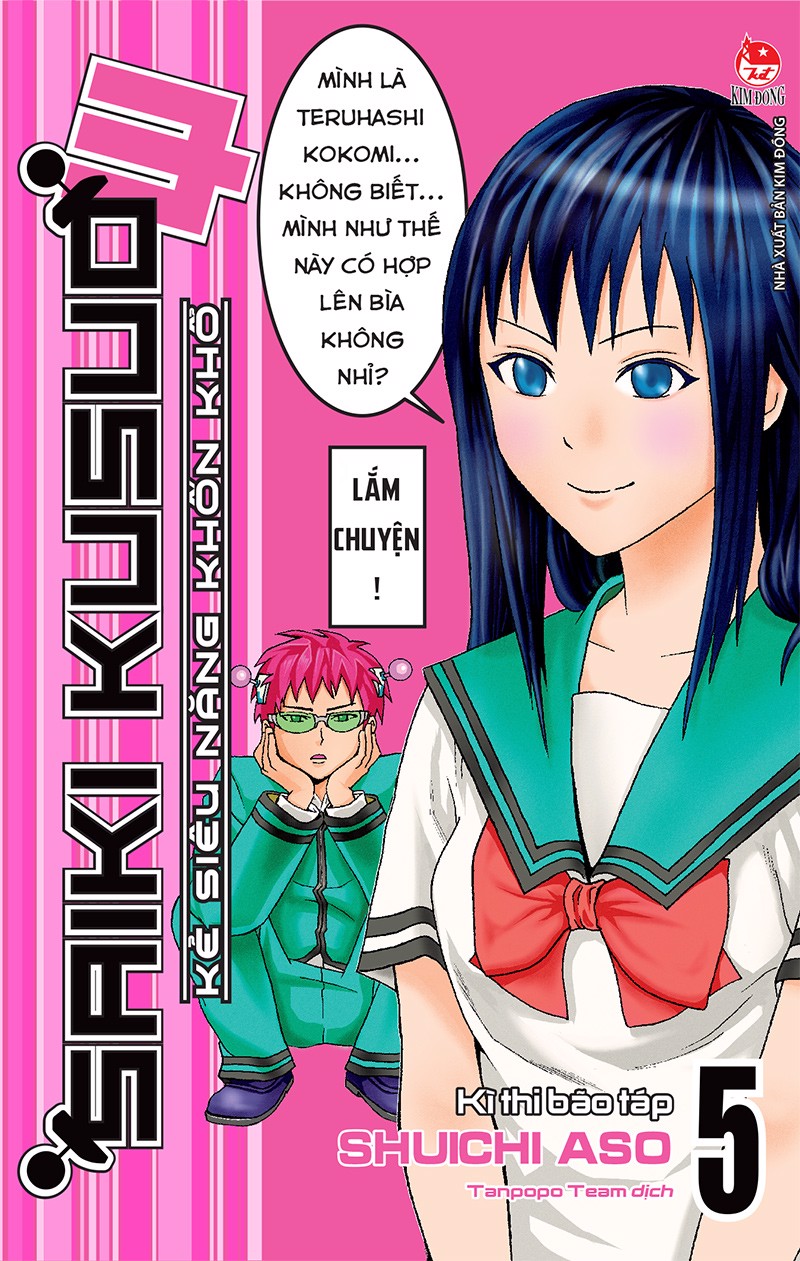 SAIKI KUSUO Ψ
KẺ SIÊU NĂNG KHỐN KHỔ
MÌNH LÀ
TERUHASHI
KOKOMI...
KHÔNG BIẾT...
MÌNH NHƯ THẾ
NÀY CÓ HỢP
LÊN BÌA
KHÔNG
NHỈ?
LẮM
CHUYỆN
!
KIM ĐỒNG
NHÀ XUẤT BẢN KIM ĐỒNG
Kì thi bão táp
SHUICHI ASO
Tanpopo Team dịch
5